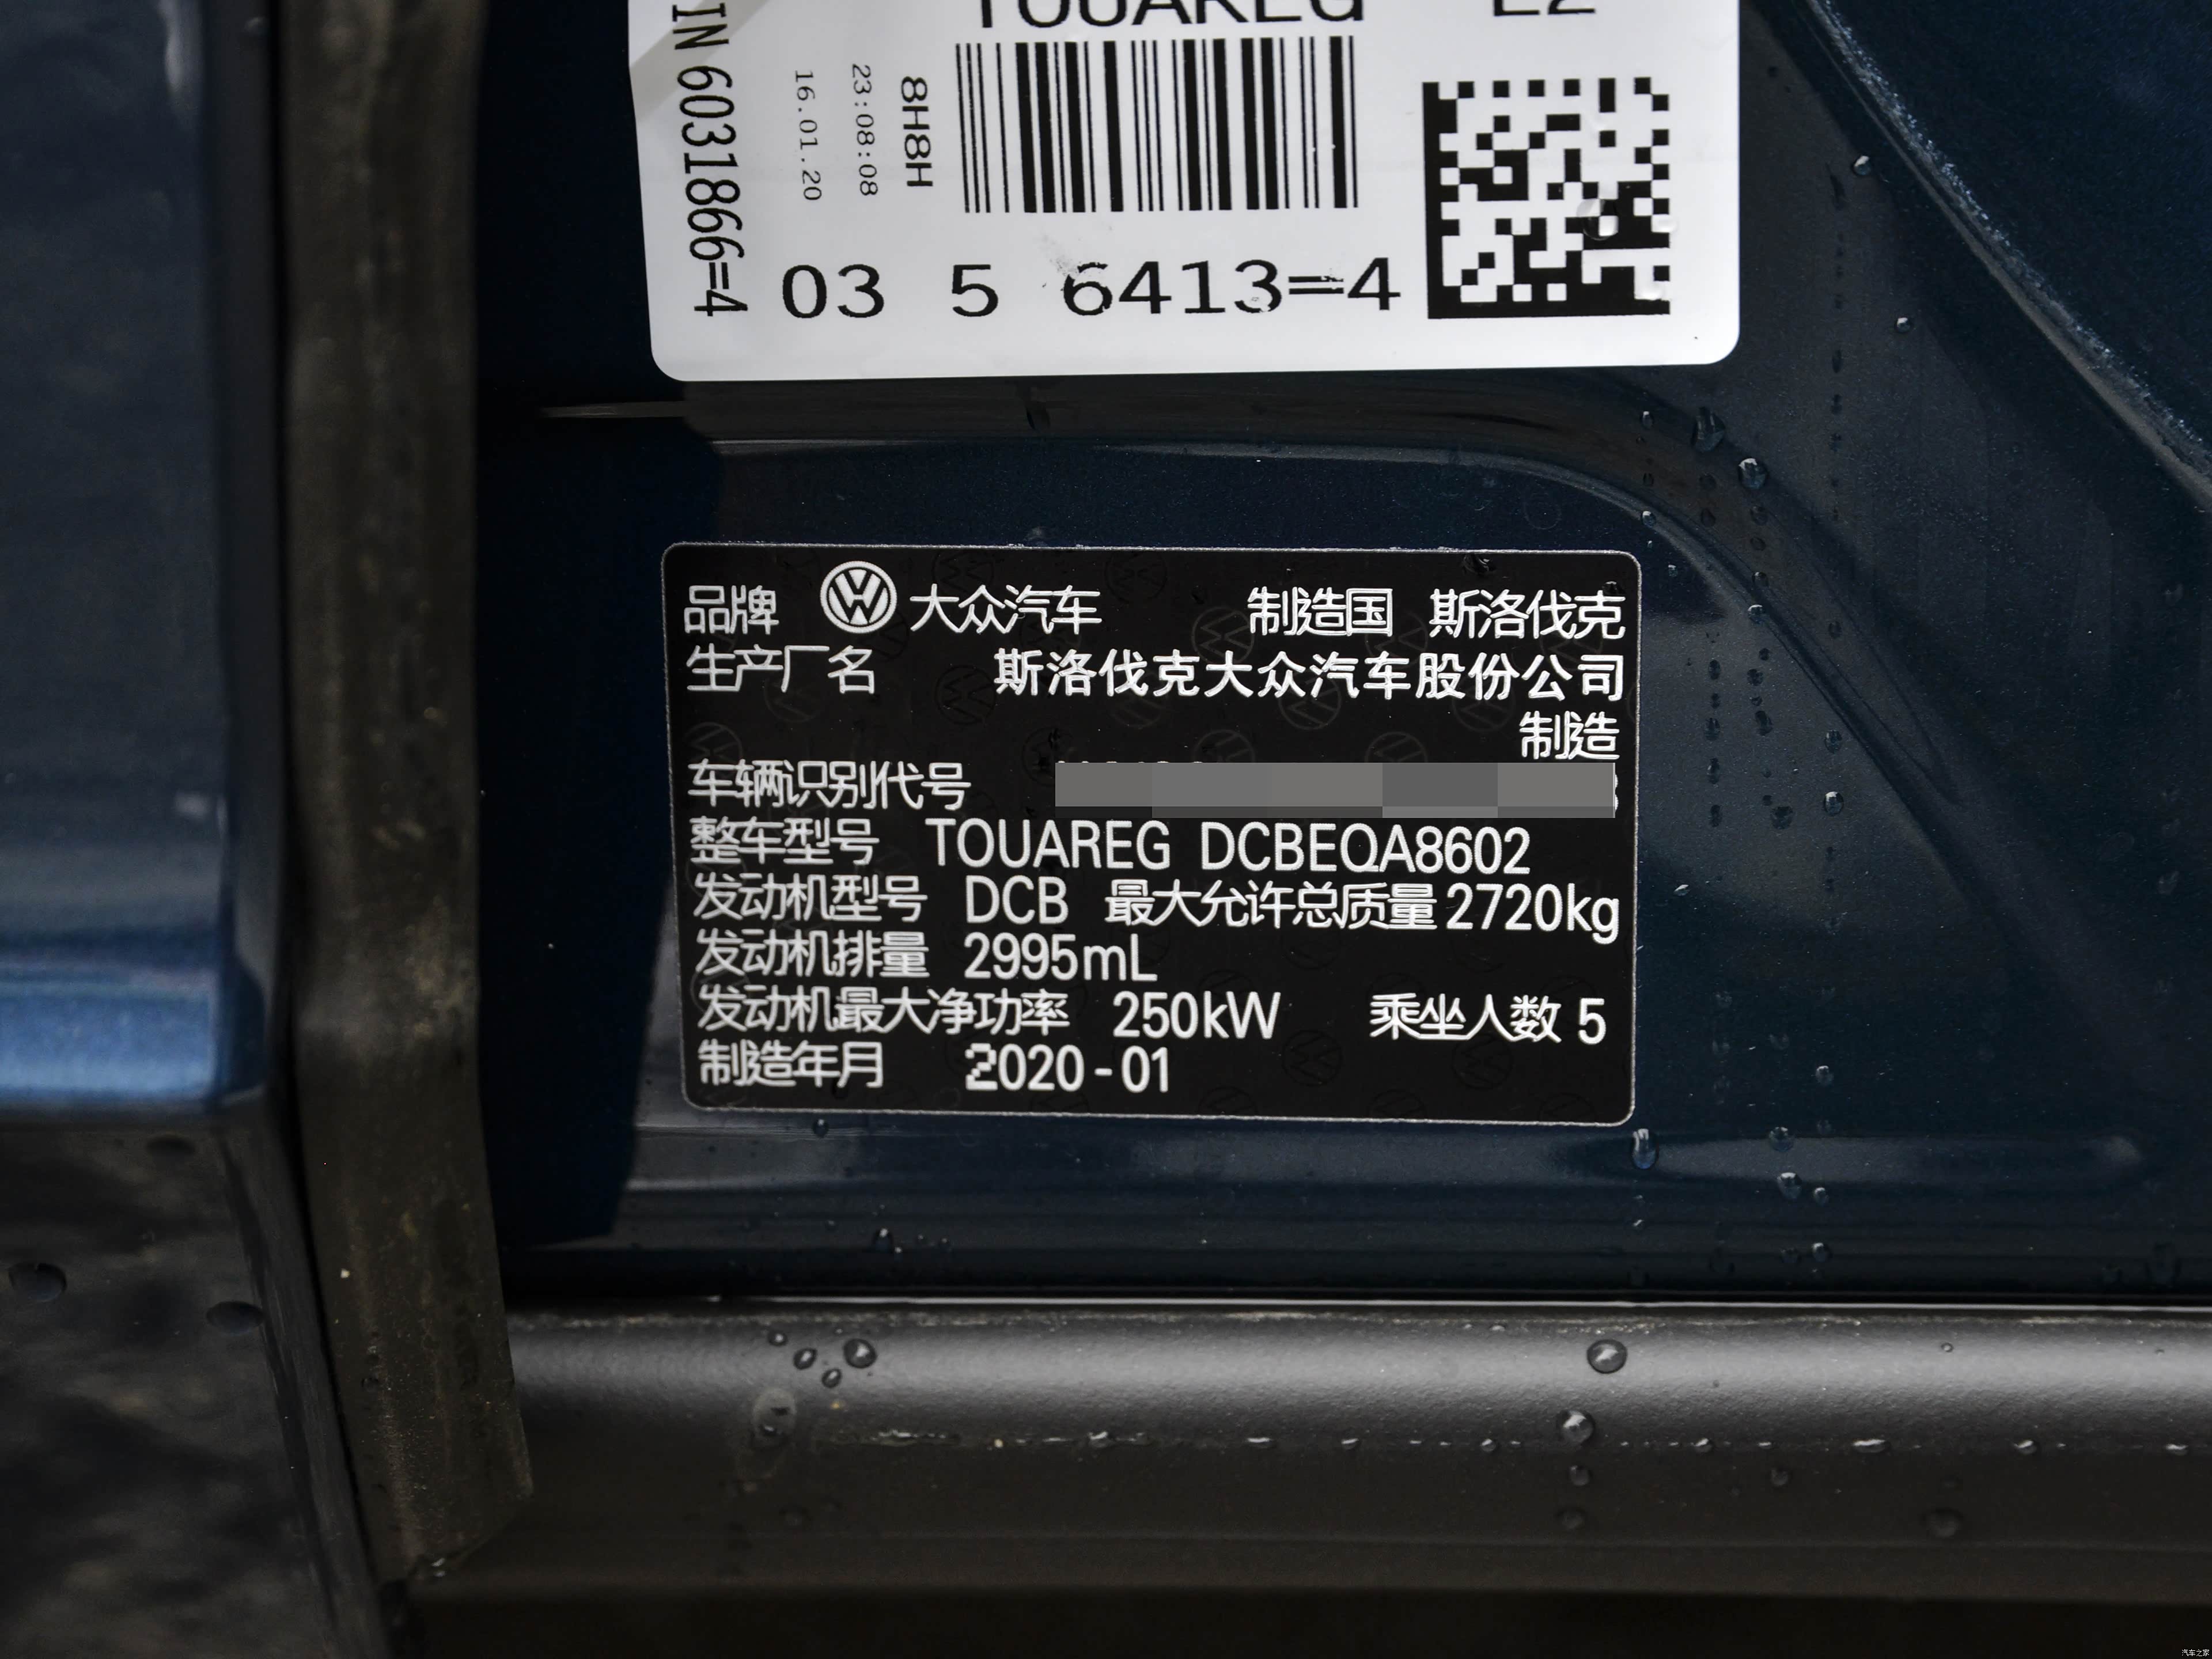 TOUAREG E2
IN 6031866=4
16.01.20
23:08:08
8H8H
03 5 6413=4
品牌 大众汽车 制造国 斯洛伐克
生产厂名 斯洛伐克大众汽车股份公司
制造
车辆识别代号
整车型号 TOUAREG DCBEQA8602
发动机型号 DCB 最大允许总质量 2720kg
发动机排量 2995mL
发动机最大净功率 250kW 乘坐人数 5
制造年月 2020-01
汽车之家